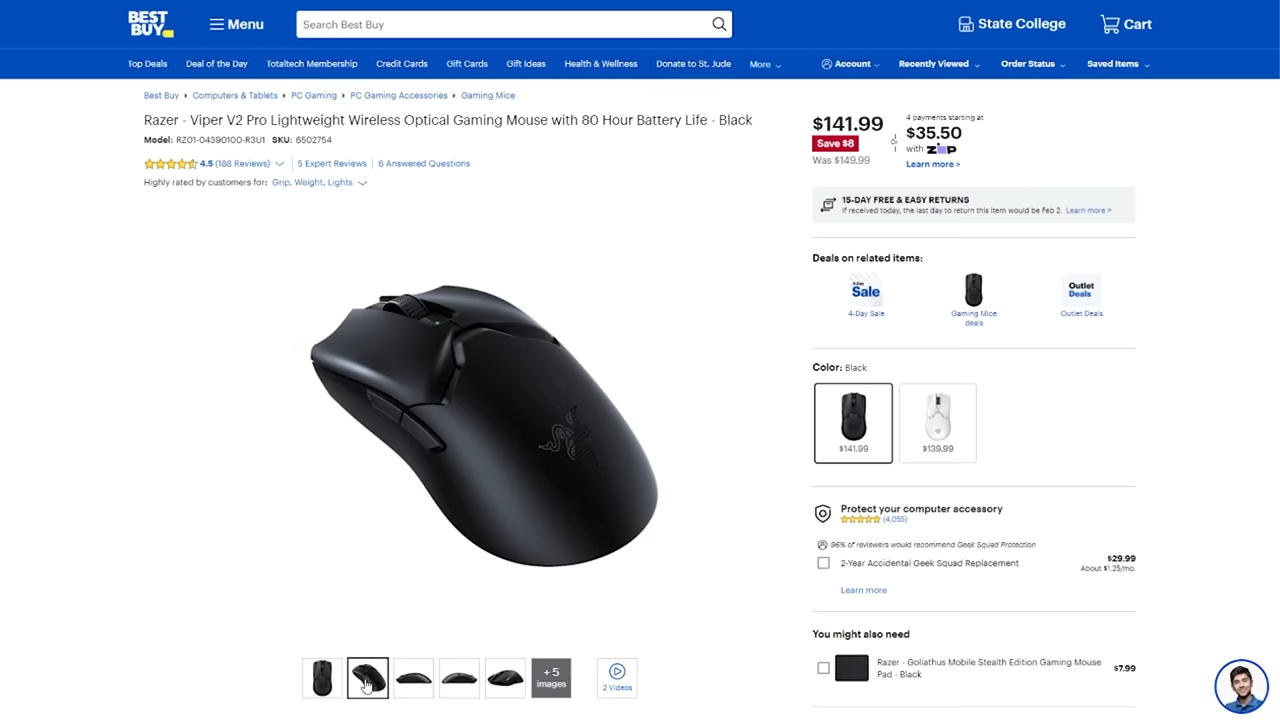 BEST BUY
Menu
Search Best Buy
State College
Cart
Top Deals
Deal of the Day
Totaltech Membership
Credit Cards
Gift Cards
Gift Ideas
Health & Wellness
Donate to St. Jude
More
Account
Recently Viewed
Order Status
Saved Items
Best Buy
Computers & Tablets
PC Gaming
PC Gaming Accessories
Gaming Mice
Razer - Viper V2 Pro Lightweight Wireless Optical Gaming Mouse with 80 Hour Battery Life - Black
Model: RZ01-04390100-R3U1 SKU: 6502754
4.5 (188 Reviews)
5 Expert Reviews
6 Answered Questions
Highly rated by customers for: Grip, Weight, Lights
$141.99
Save $8
Was $149.99
or
4 payments starting at
$35.50
with ZIP
Learn more >
15-DAY FREE & EASY RETURNS
If received today, the last day to return this item would be Feb 2. Learn more >
Deals on related items:
4-Day
Sale
4-Day Sale
Gaming Mice
deals
Outlet
Deals
Outlet Deals
Color: Black
$141.99
$139.99
Protect your computer accessory
(4,055)
96% of reviewers would recommend Geek Squad Protection
2-Year Accidental Geek Squad Replacement
$29.99
About $1.25/mo.
Learn more
You might also need
Razer - Goliathus Mobile Stealth Edition Gaming Mouse
Pad - Black
$7.99
+ 5
images
2 Videos